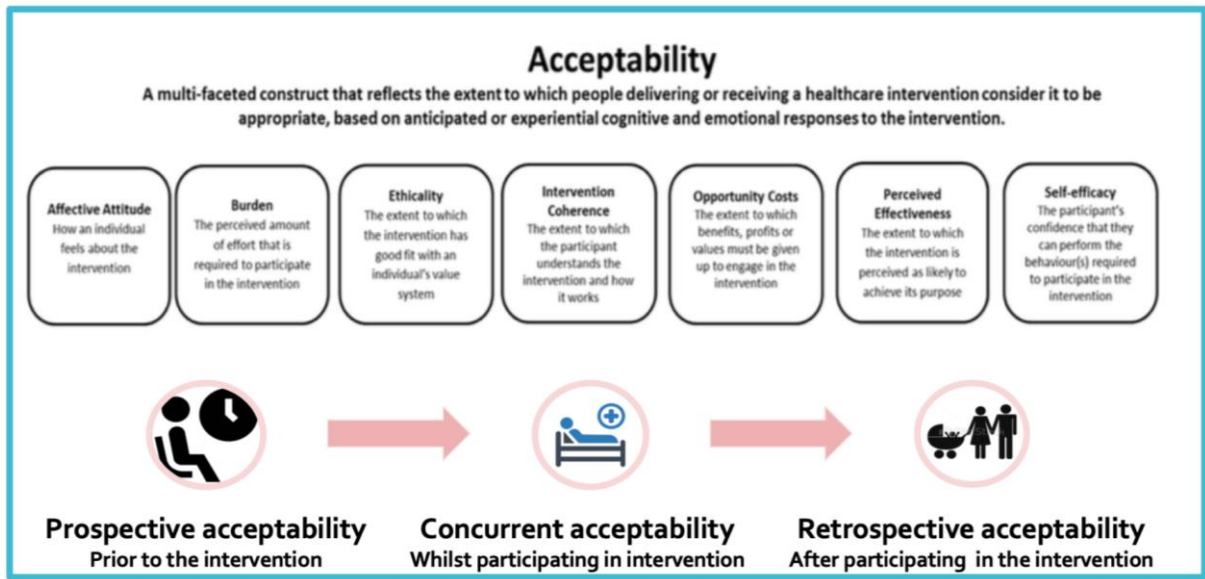 Acceptability
A multi-faceted construct that reflects the extent to which people delivering or receiving a healthcare intervention consider it to be
appropriate, based on anticipated or experiential cognitive and emotional responses to the intervention.
Affective Attitude
How an individual
feels about the
intervention
Burden
The perceived amount
of effort that is
required to participate
in the intervention
Ethicality
The extent to which
the intervention has
good fit with an
individual's value
system
Intervention
Coherence
The extent to which
the participant
understands the
intervention and how
it works
Opportunity Costs
The extent to which
benefits, profits or
values must be given
up to engage in the
intervention
Perceived
Effectiveness
The extent to which
the intervention is
perceived as likely to
achieve its purpose
Self-efficacy
The participant's
confidence that they
can perform the
behaviour(s) required
to participate in the
intervention
Prospective acceptability
Prior to the intervention
Concurrent acceptability
Whilst participating in intervention
Retrospective acceptability
After participating in the intervention